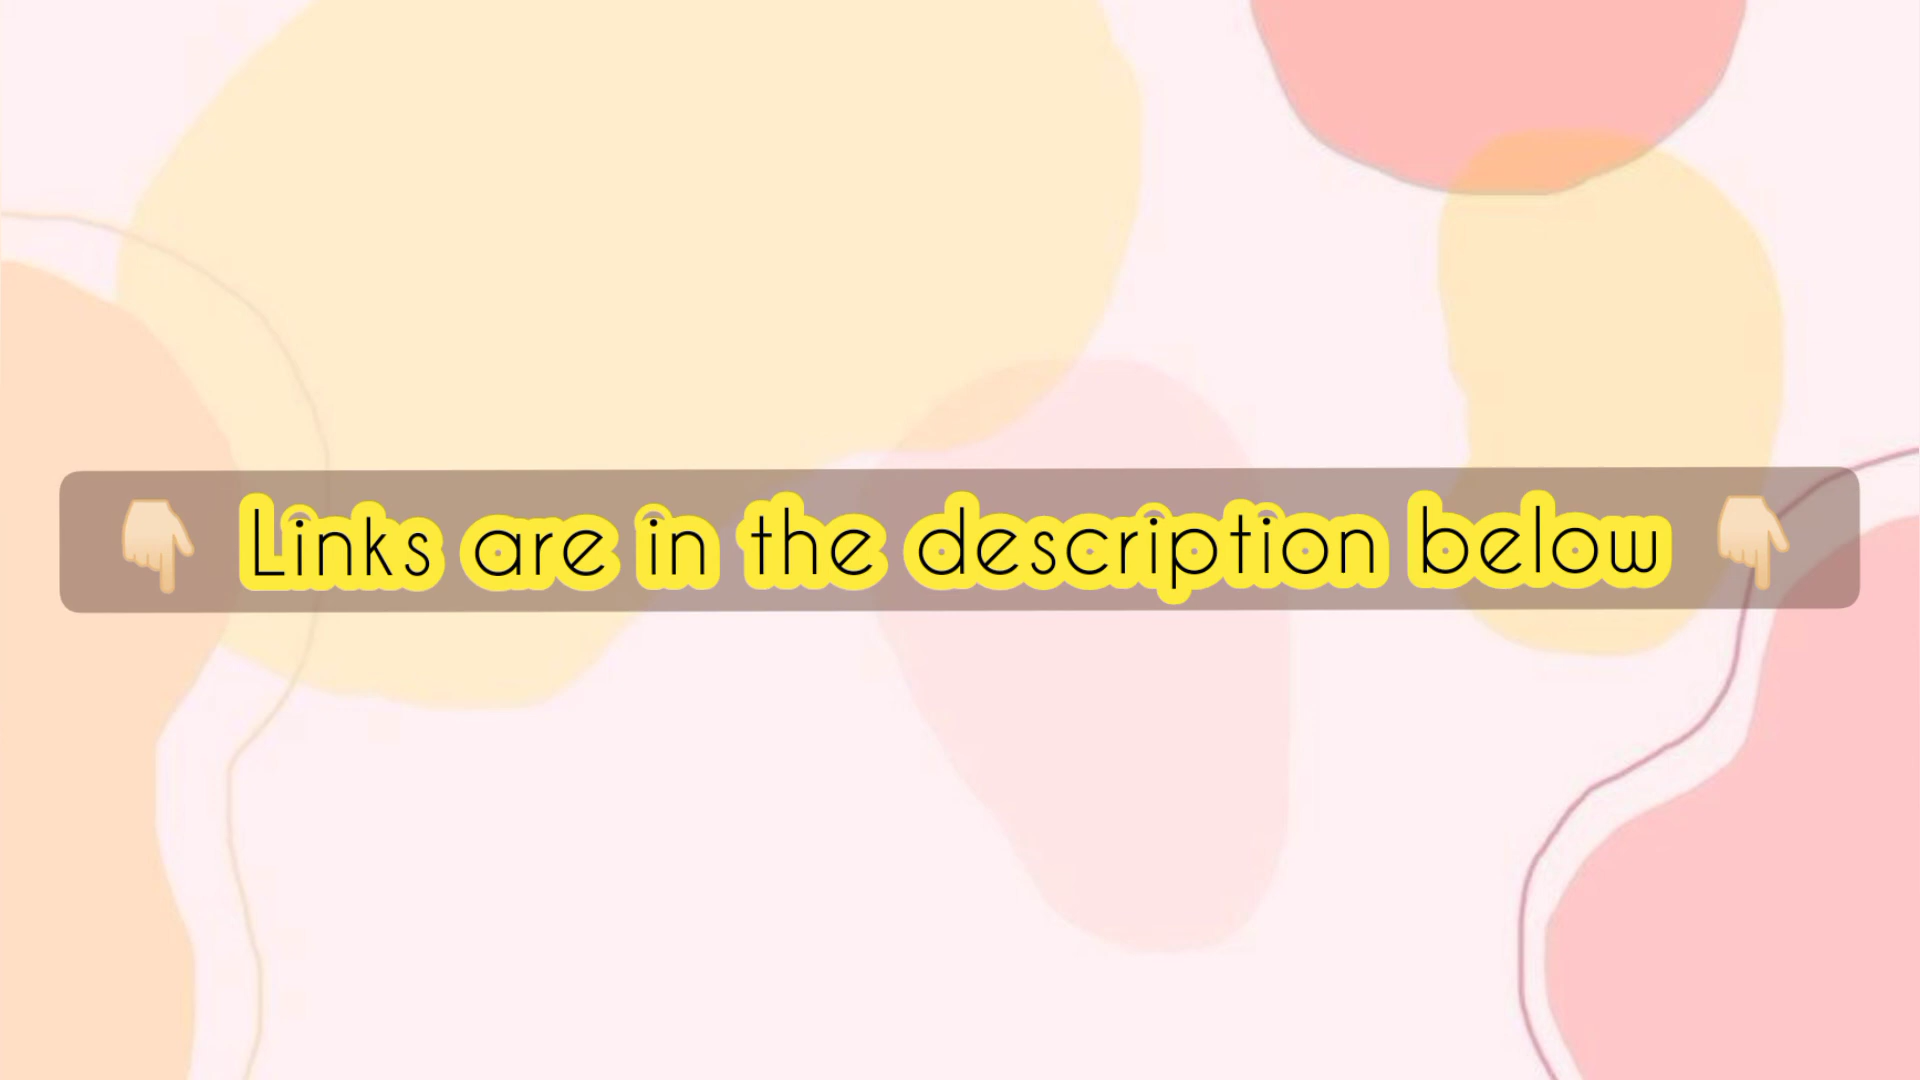 👇🏻 Links are in the description below 👇🏻